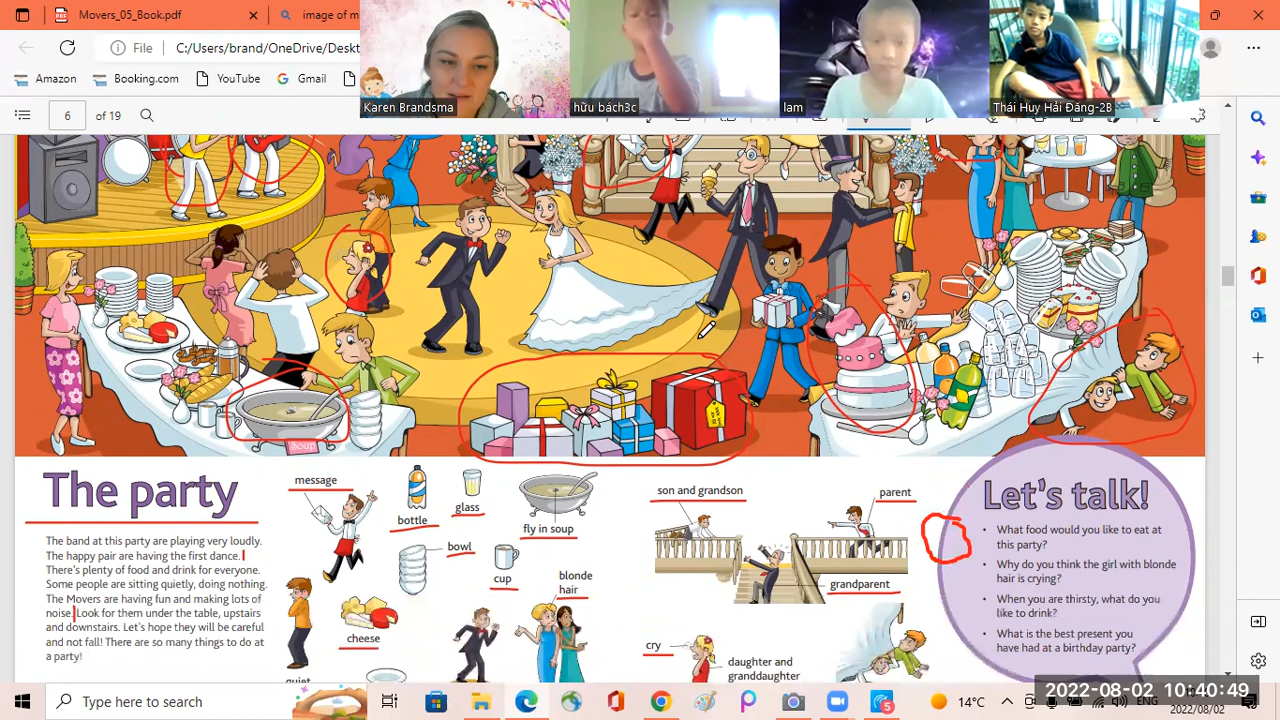 Movers_05_Book.pdf
image of m
File
C:/Users/brand/OneDrive/Deskt
Amazon
Booking.com
YouTube
Gmail
Karen Brandsma
hữu bách3c
lam
Thái Huy Hải Đăng-2B
6
of 19
Soup
The party
The band at this party are playing very loudly.
The happy pair are having the first dance.
There's plenty of food and drink for everyone.
Some people are sitting quietly, doing nothing.
The Movers are having fun and making lots of
noise. Look for them under the table, upstairs
and downstairs. Let's hope they will be careful
and not fall! There are so many things to do at
a party!
message
bottle
glass
fly in soup
bowl
cup
blonde
hair
cheese
quiet
son and grandson
parent
grandparent
cry
daughter and
granddaughter
Let's talk!
• What food would you like to eat at
this party?
• Why do you think the girl with blonde
hair is crying?
• When you are thirsty, what do you
like to drink?
• What is the best present you
have had at a birthday party?
Type here to search
5
14°C
ENG
2022-08-02 10:40:49
2022/08/02